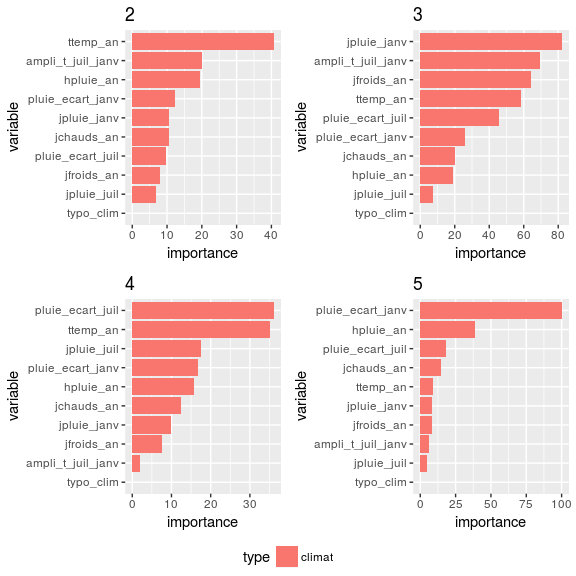 2
variable
ttemp_an
ampli_t_juil_janv
hpluie_an
pluie_ecart_janv
jpluie_janv
jchauds_an
pluie_ecart_juil
jfroids_an
jpluie_juil
typo_clim
0 10 20 30 40
importance
3
variable
jpluie_janv
ampli_t_juil_janv
jfroids_an
ttemp_an
pluie_ecart_juil
pluie_ecart_janv
jchauds_an
hpluie_an
jpluie_juil
typo_clim
0 20 40 60 80
importance
4
variable
pluie_ecart_juil
ttemp_an
jpluie_juil
pluie_ecart_janv
hpluie_an
jchauds_an
jpluie_janv
jfroids_an
ampli_t_juil_janv
typo_clim
0 10 20 30
importance
5
variable
pluie_ecart_janv
hpluie_an
pluie_ecart_juil
jchauds_an
ttemp_an
jpluie_janv
jfroids_an
ampli_t_juil_janv
jpluie_juil
typo_clim
0 25 50 75 100
importance
type climat